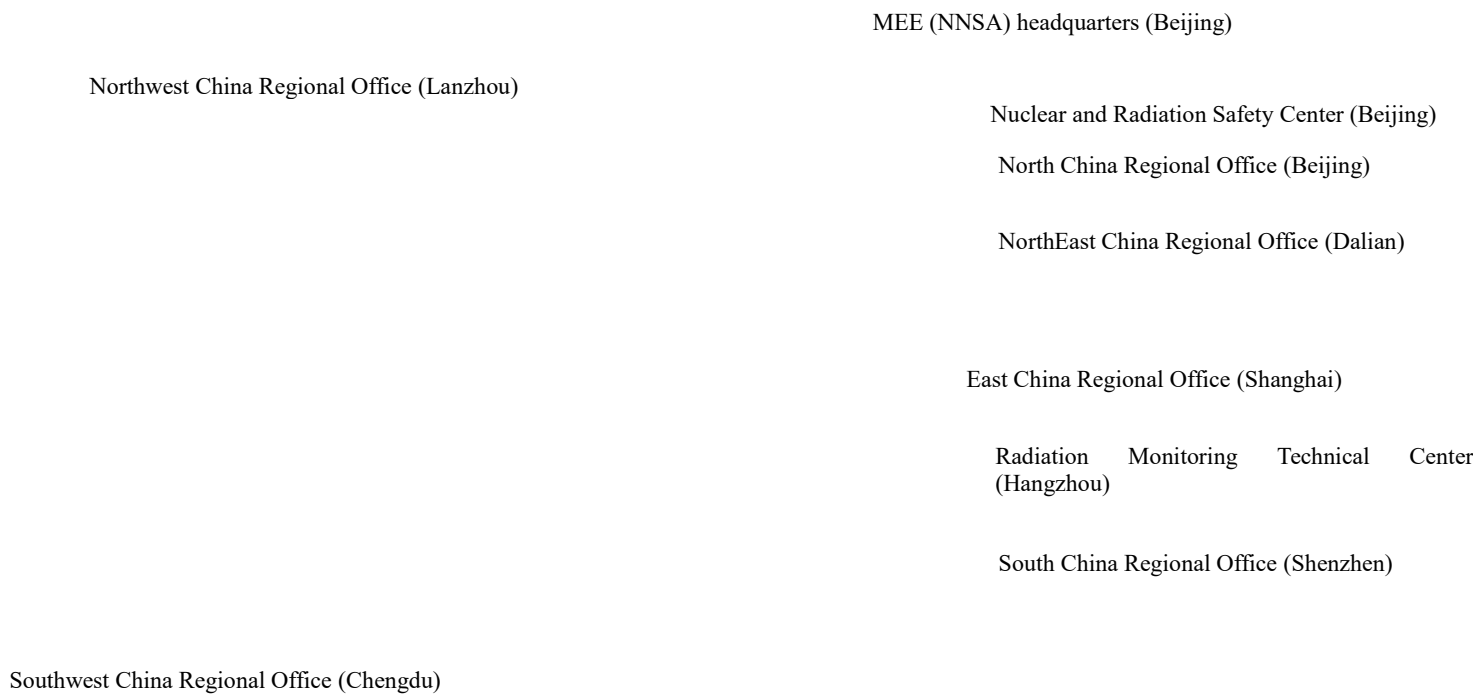 MEE (NNSA) headquarters (Beijing)
Northwest China Regional Office (Lanzhou)
Nuclear and Radiation Safety Center (Beijing)
North China Regional Office (Beijing)
NorthEast China Regional Office (Dalian)
East China Regional Office (Shanghai)
Radiation Monitoring Technical Center
(Hangzhou)
South China Regional Office (Shenzhen)
Southwest China Regional Office (Chengdu)